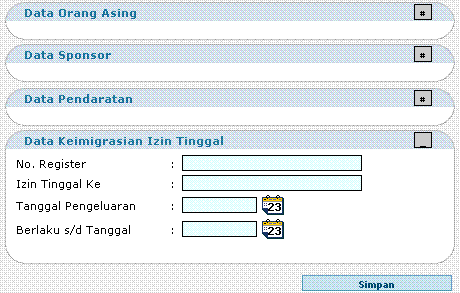 Data Orang Asing #
Data Sponsor #
Data Pendaratan #
Data Keimigrasian Izin Tinggal _
No. Register :
Izin Tinggal Ke :
Tanggal Pengeluaran : 23
Berlaku s/d Tanggal : 23
Simpan